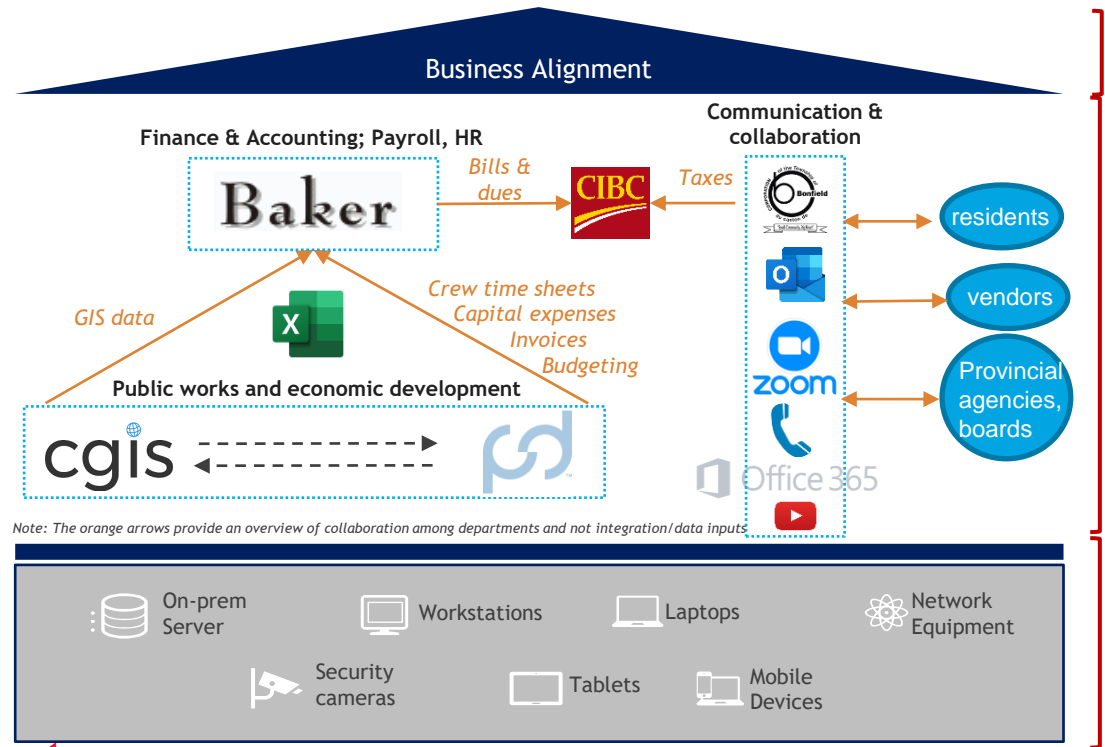 Business Alignment
Communication &
collaboration
Finance & Accounting; Payroll, HR
Baker
Bills &
dues
CIBC
Taxes
Bonfield
residents
GIS data
X
Crew time sheets
Capital expenses
Invoices
Budgeting
O
vendors
zoom
Public works and economic development
cgis
pd
Provincial
agencies,
boards
Office 365
Note: The orange arrows provide an overview of collaboration among departments and not integration/data inputs
On-prem
Server
Workstations
Laptops
Network
Equipment
Security
cameras
Tablets
Mobile
Devices